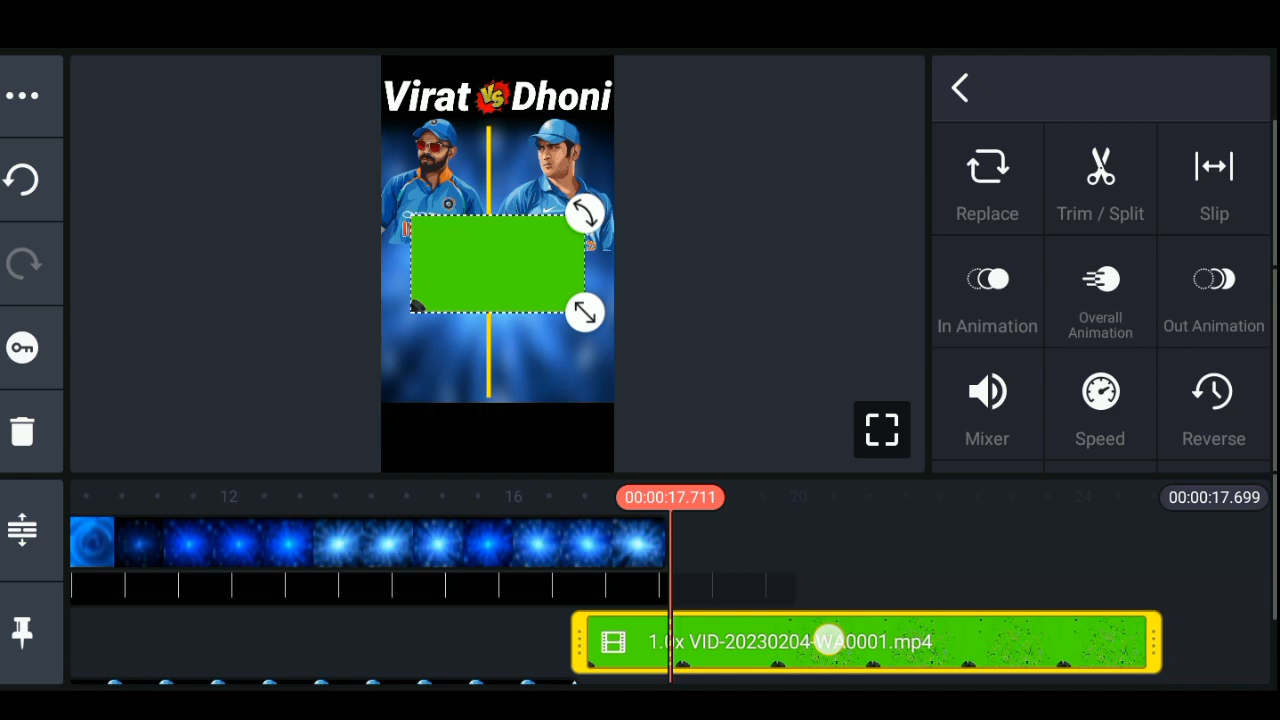 Virat VS Dhoni
Replace
Trim / Split
Slip
In Animation
Overall
Animation
Out Animation
Mixer
Speed
Reverse
12
16
00:00:17.711
20
24
00:00:17.699
1.0x VID-20230204-WA0001.mp4